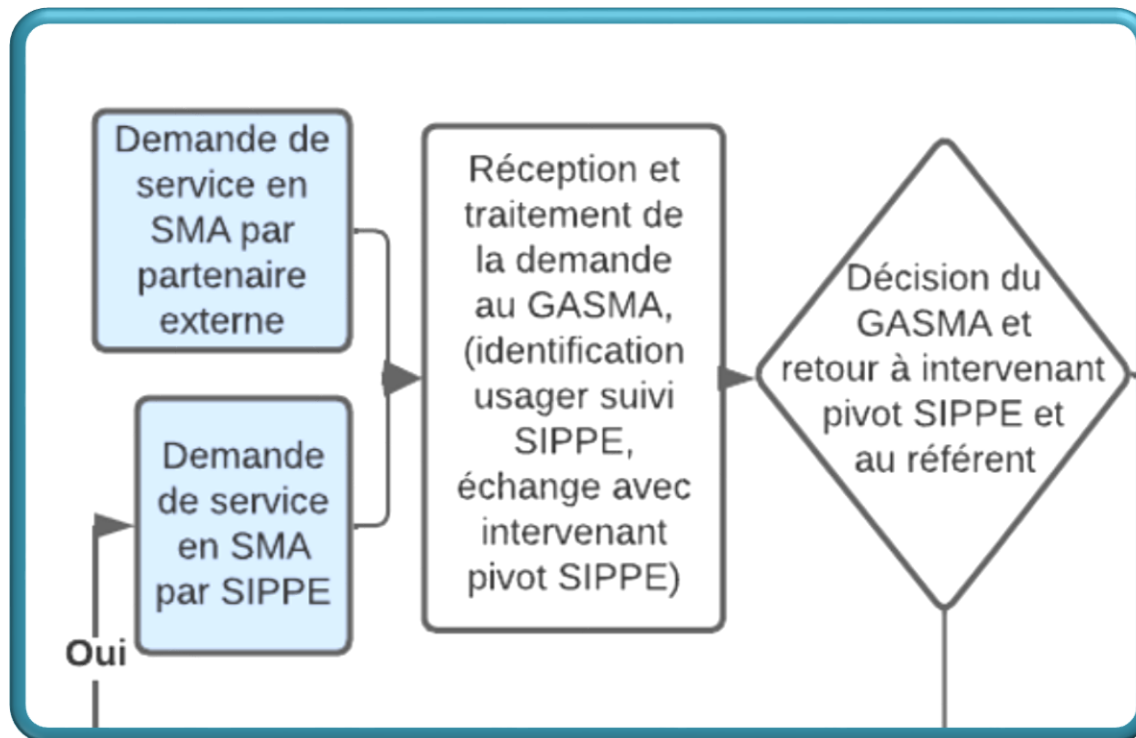 Demande de
service en
SMA par
partenaire
externe
Demande
de service
en SMA
par SIPPE
Oui
Réception et
traitement de
la demande
au GASMA,
(identification
usager suivi
SIPPE,
échange avec
intervenant
pivot SIPPE)
Décision du
GASMA et
retour à intervenant
pivot SIPPE et
au référent